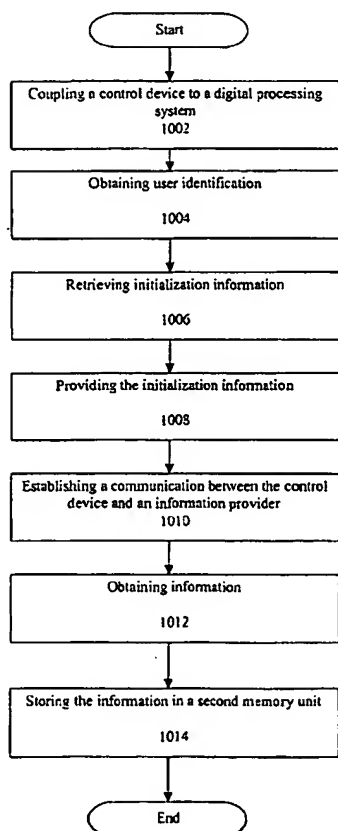 Start
Coupling a control device to a digital processing
system
1002
Obtaining user identification
1004
Retrieving initialization information
1006
Providing the initialization information
1008
Establishing a communication between the control
device and an information provider
1010
Obtaining information
1012
Storing the information in a second memory unit
1014
End